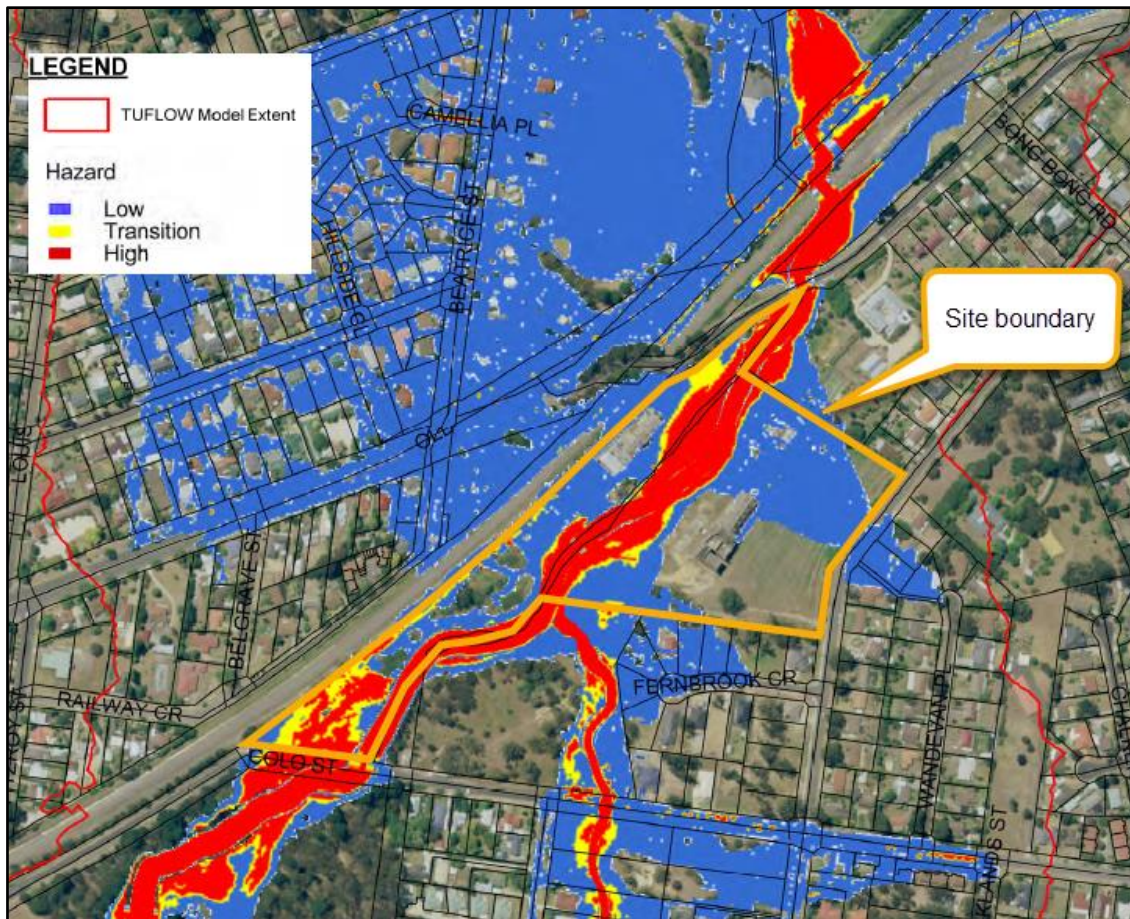 LEGEND
TUFLOW Model Extent
Hazard
Low
Transition
High
CAMELLIA PL
BONG BONG RD
BEATRICE ST
Site boundary
BELGRAVE ST
RAILWAY CR
FERNBROOK CR
COLO ST
WANDEVAN PL